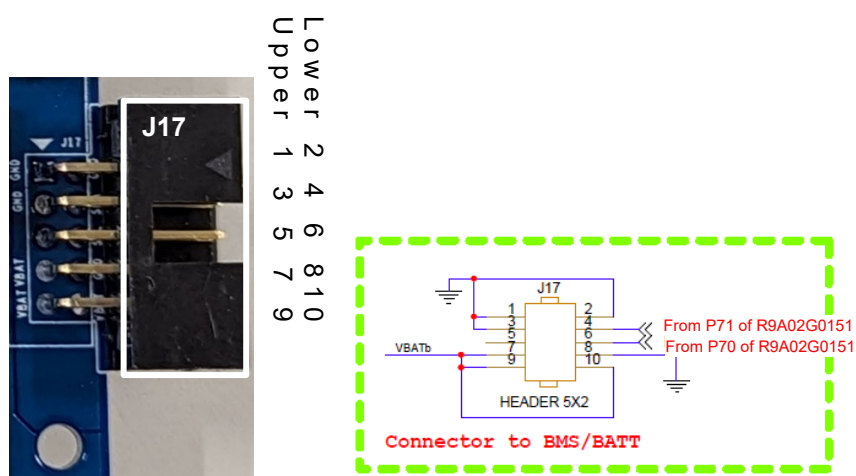 Lower 2 4 6 8 10
Upper 1 3 5 7 9
J17
J17
GND
GND
VBAT VBAT
J17
1
2
3
4
5
6
7
8
9
10
From P71 of R9A02G0151
From P70 of R9A02G0151
VBATb
HEADER 5X2
Connector to BMS/BATT